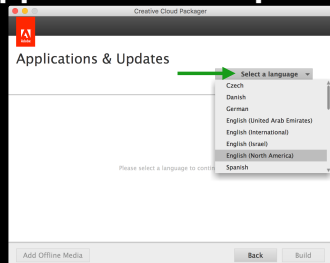 Creative Cloud Packager
Adobe
Applications & Updates
Select a language
Czech
Danish
German
English (United Arab Emirates)
English (International)
English (Israel)
English (North America)
Spanish
Please select a language to contin
Add Offline Media
Back
Build